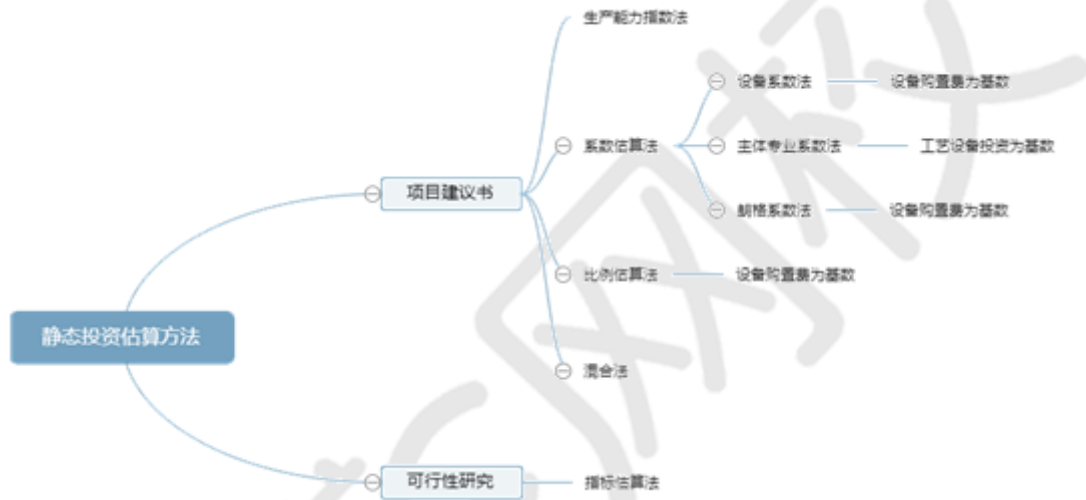 生产能力指数法
设备系数法
设备购置费为基数
系数估算法
主体专业系数法
工艺设备投资为基数
项目建议书
朗格系数法
设备购置费为基数
比例估算法
设备购置费为基数
静态投资估算方法
混合法
可行性研究
指标估算法
网校